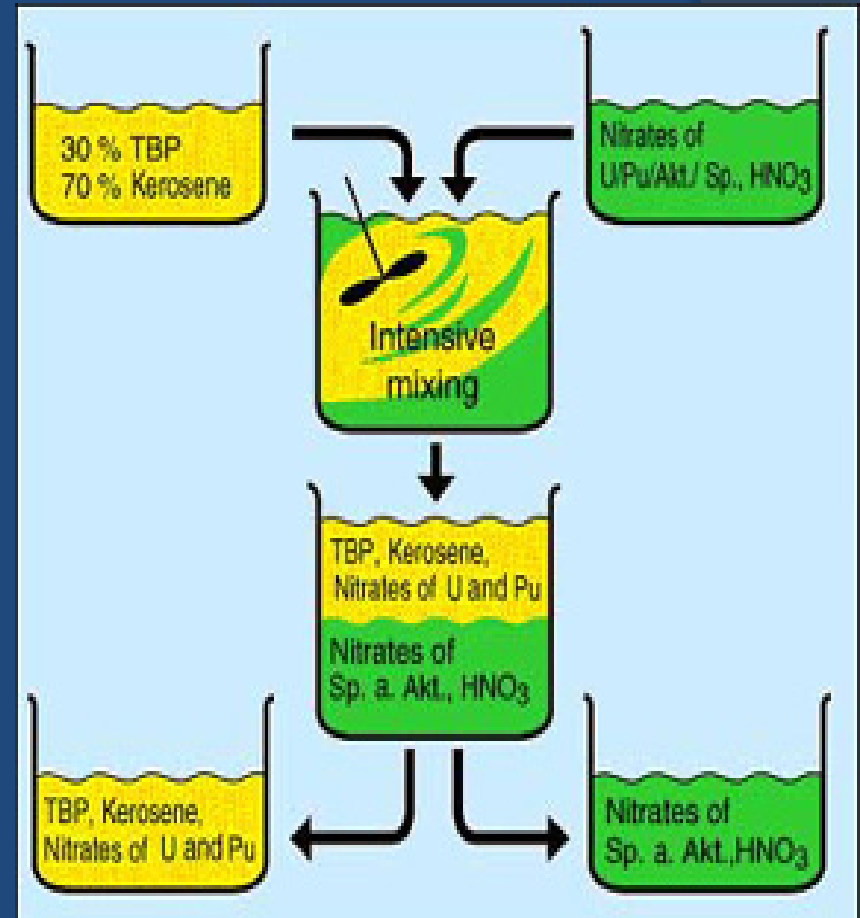 30 % TBP
70 % Kerosene
Nitrates of
U/Pu/Akt./ Sp., HNO3
Intensive
mixing
TBP, Kerosene,
Nitrates of U and Pu
Nitrates of
Sp. a. Akt., HNO3
TBP, Kerosene,
Nitrates of U and Pu
Nitrates of
Sp. a. Akt.,HNO3